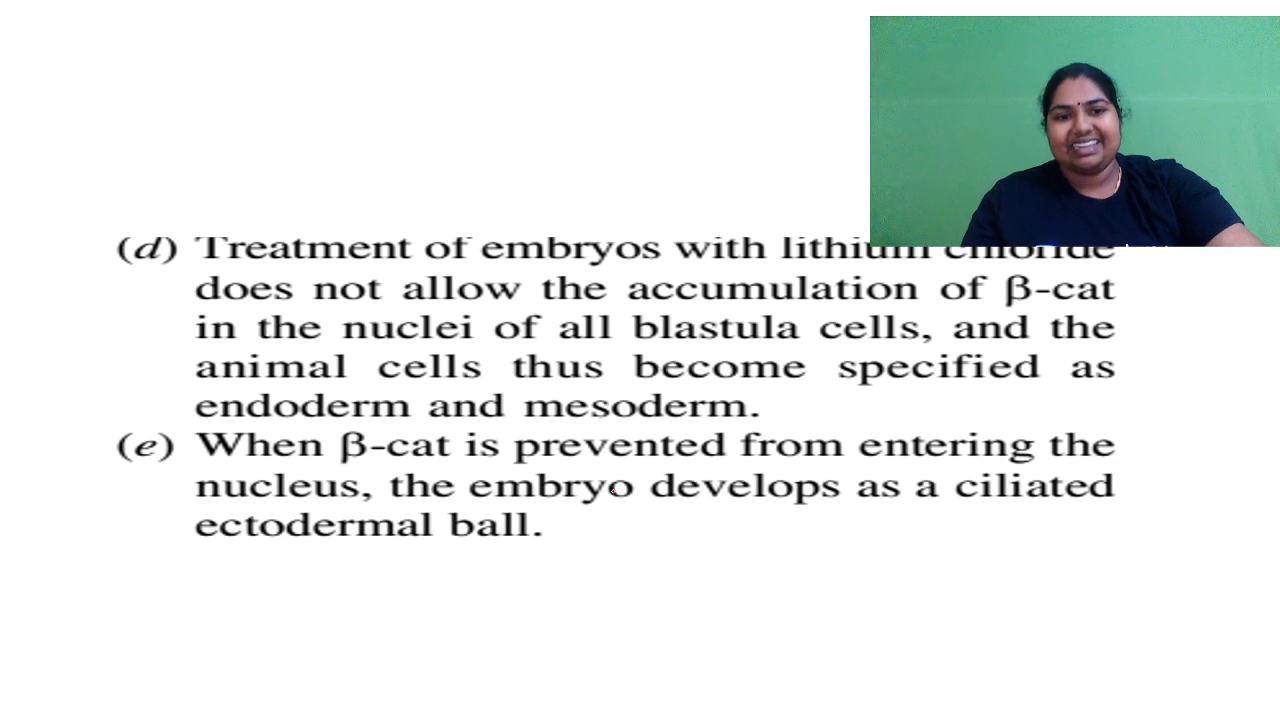 (d) Treatment of embryos with lithium chloride
does not allow the accumulation of β-cat
in the nuclei of all blastula cells, and the
animal cells thus become specified as
endoderm and mesoderm.
(e) When β-cat is prevented from entering the
nucleus, the embryo develops as a ciliated
ectodermal ball.